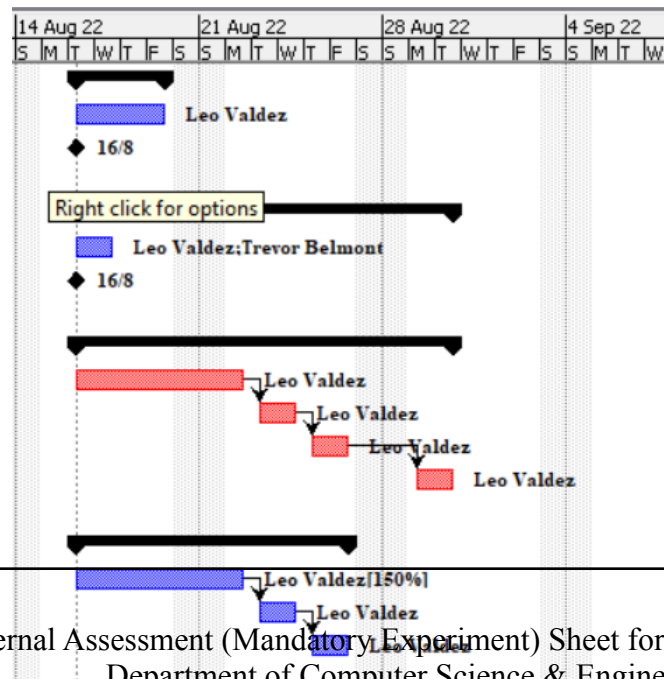 14 Aug 22 21 Aug 22 28 Aug 22 4 Sep 22
S M T W T F S S M T W T F S S M T W T F S S M T W
Leo Valdez
16/8
Right click for options
Leo Valdez;Trevor Belmont
16/8
Leo Valdez
Leo Valdez
Leo Valdez
Leo Valdez
Leo Valdez[150%]
Leo Valdez
Leo Valdez
ernal Assessment (Mandatory Experiment) Sheet for
Department of Computer Science & Engine